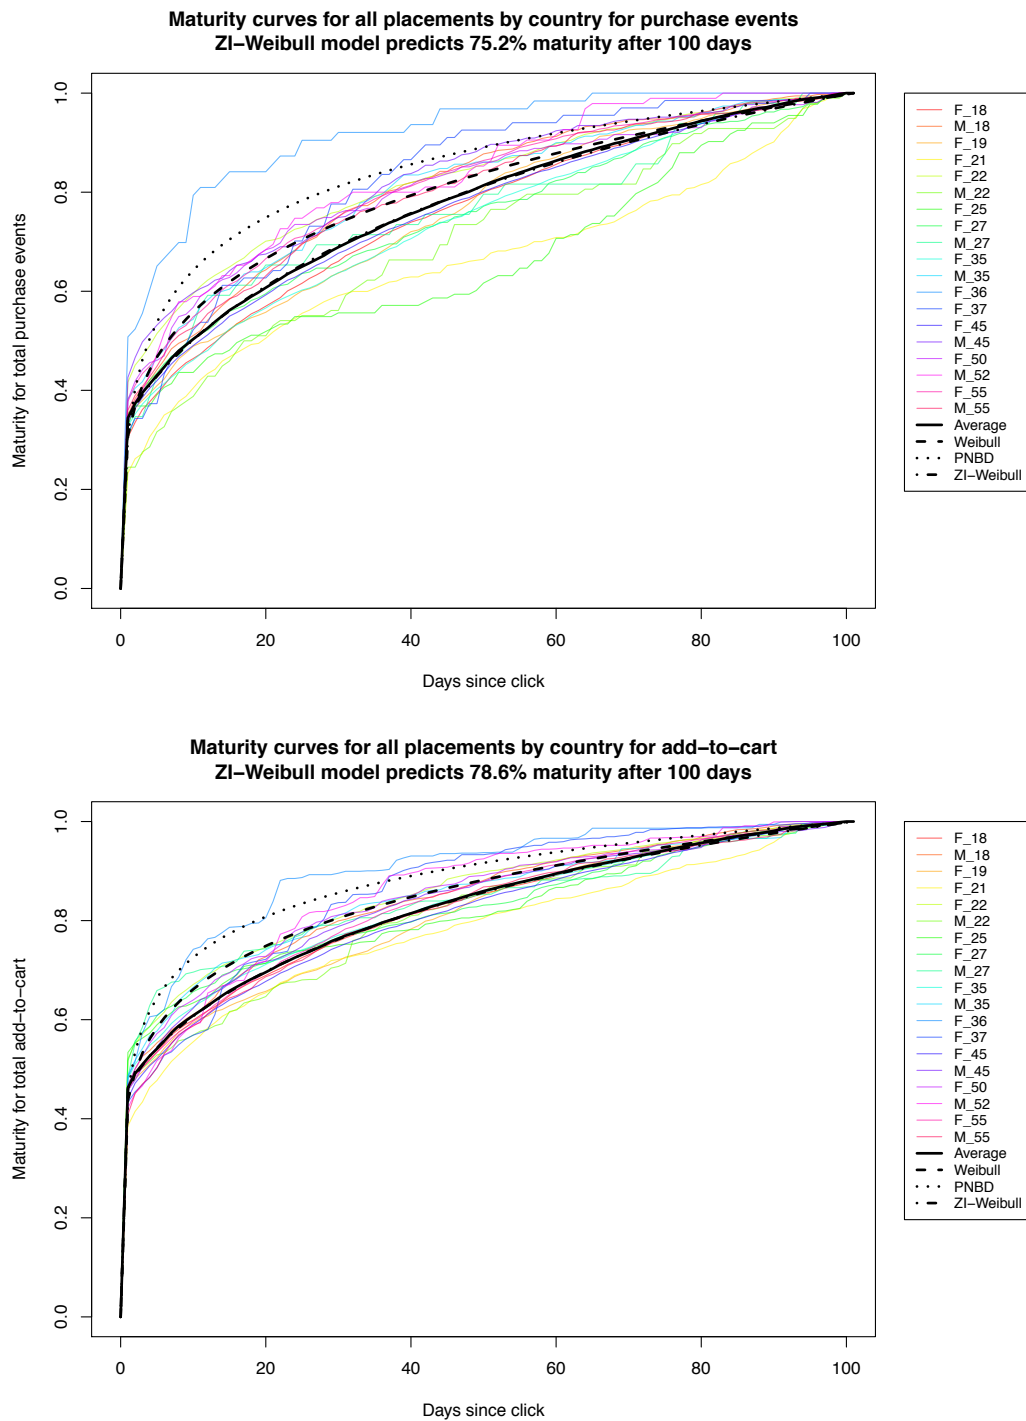 Maturity curves for all placements by country for purchase events
ZI−Weibull model predicts 75.2% maturity after 100 days
Maturity for total purchase events
1.0
0.8
0.6
0.4
0.2
0.0
0 20 40 60 80 100
Days since click
F_18
M_18
F_19
F_21
F_22
M_22
F_25
F_27
M_27
F_35
M_35
F_36
F_37
F_45
M_45
F_50
M_52
F_55
M_55
Average
Weibull
PNBD
ZI−Weibull
Maturity curves for all placements by country for add−to−cart
ZI−Weibull model predicts 78.6% maturity after 100 days
Maturity for total add−to−cart
1.0
0.8
0.6
0.4
0.2
0.0
0 20 40 60 80 100
Days since click
F_18
M_18
F_19
F_21
F_22
M_22
F_25
F_27
M_27
F_35
M_35
F_36
F_37
F_45
M_45
F_50
M_52
F_55
M_55
Average
Weibull
PNBD
ZI−Weibull